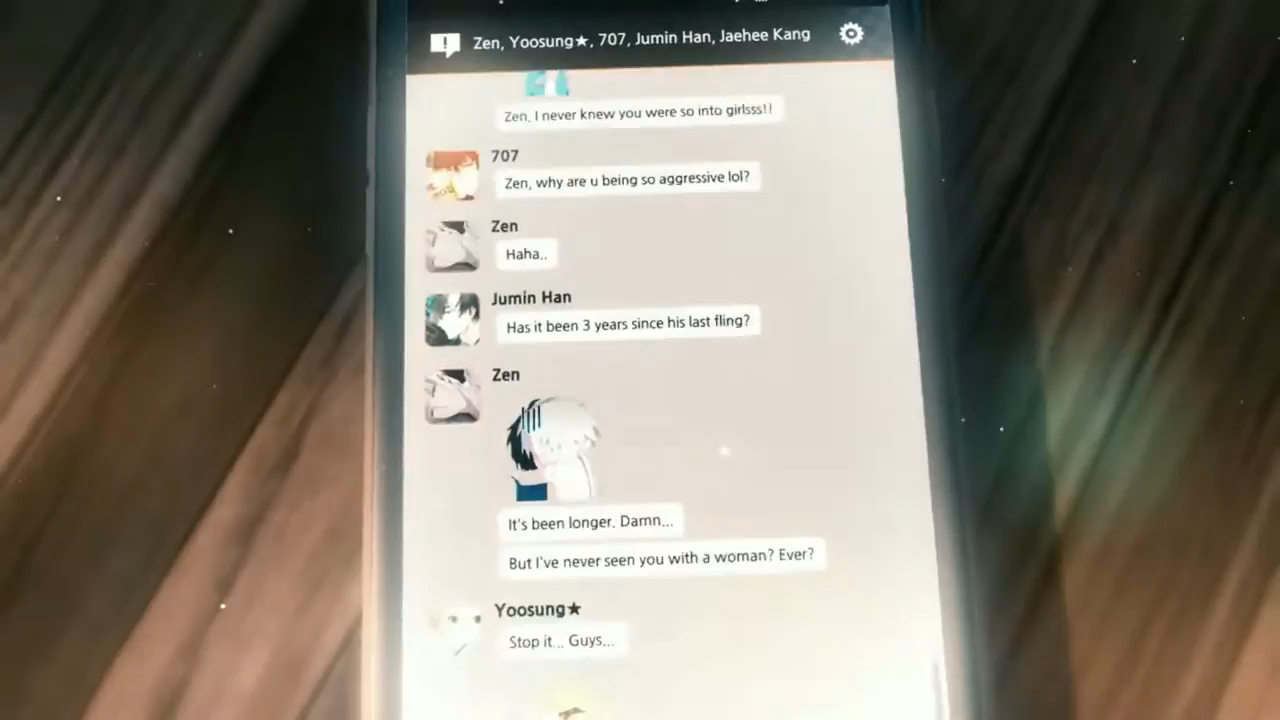 Zen, Yoosung★, 707, Jumin Han, Jaehee Kang
Zen, I never knew you were so into girlsss!!
707
Zen, why are u being so aggressive lol?
Zen
Haha..
Jumin Han
Has it been 3 years since his last fling?
Zen
It's been longer. Damn...
But I've never seen you with a woman? Ever?
Yoosung★
Stop it... Guys...